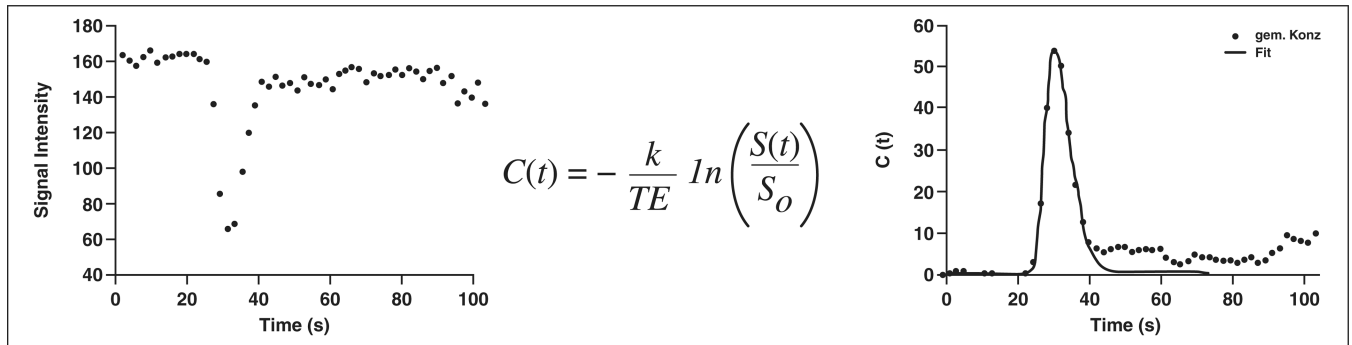 180
160
140
120
100
80
60
40
Signal Intensity
0 20 40 60 80 100
Time (s)
C(t) = - k/TE ln(S(t)/So)
60
50
40
30
20
10
0
C (t)
gem. Konz
Fit
0 20 40 60 80 100
Time (s)